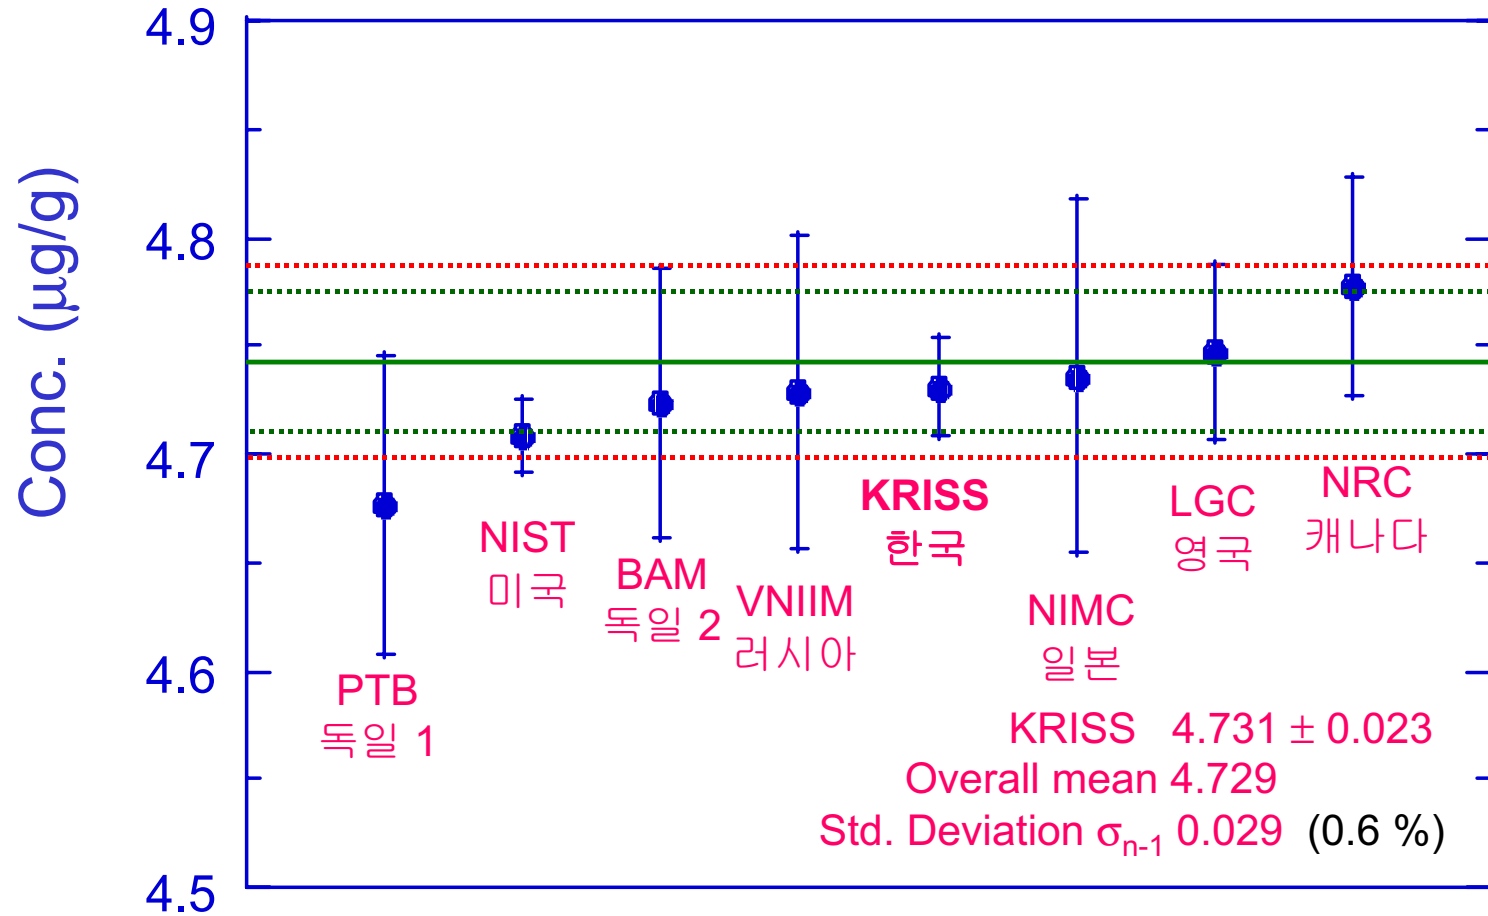 Conc. (µg/g)
4.9
4.8
4.7
4.6
4.5
PTB
독일 1
NIST
미국
BAM
독일 2
VNIIM
러시아
KRISS
한국
NIMC
일본
LGC
영국
NRC
캐나다
KRISS 4.731 ± 0.023
Overall mean 4.729
Std. Deviation σn-1 0.029 (0.6 %)